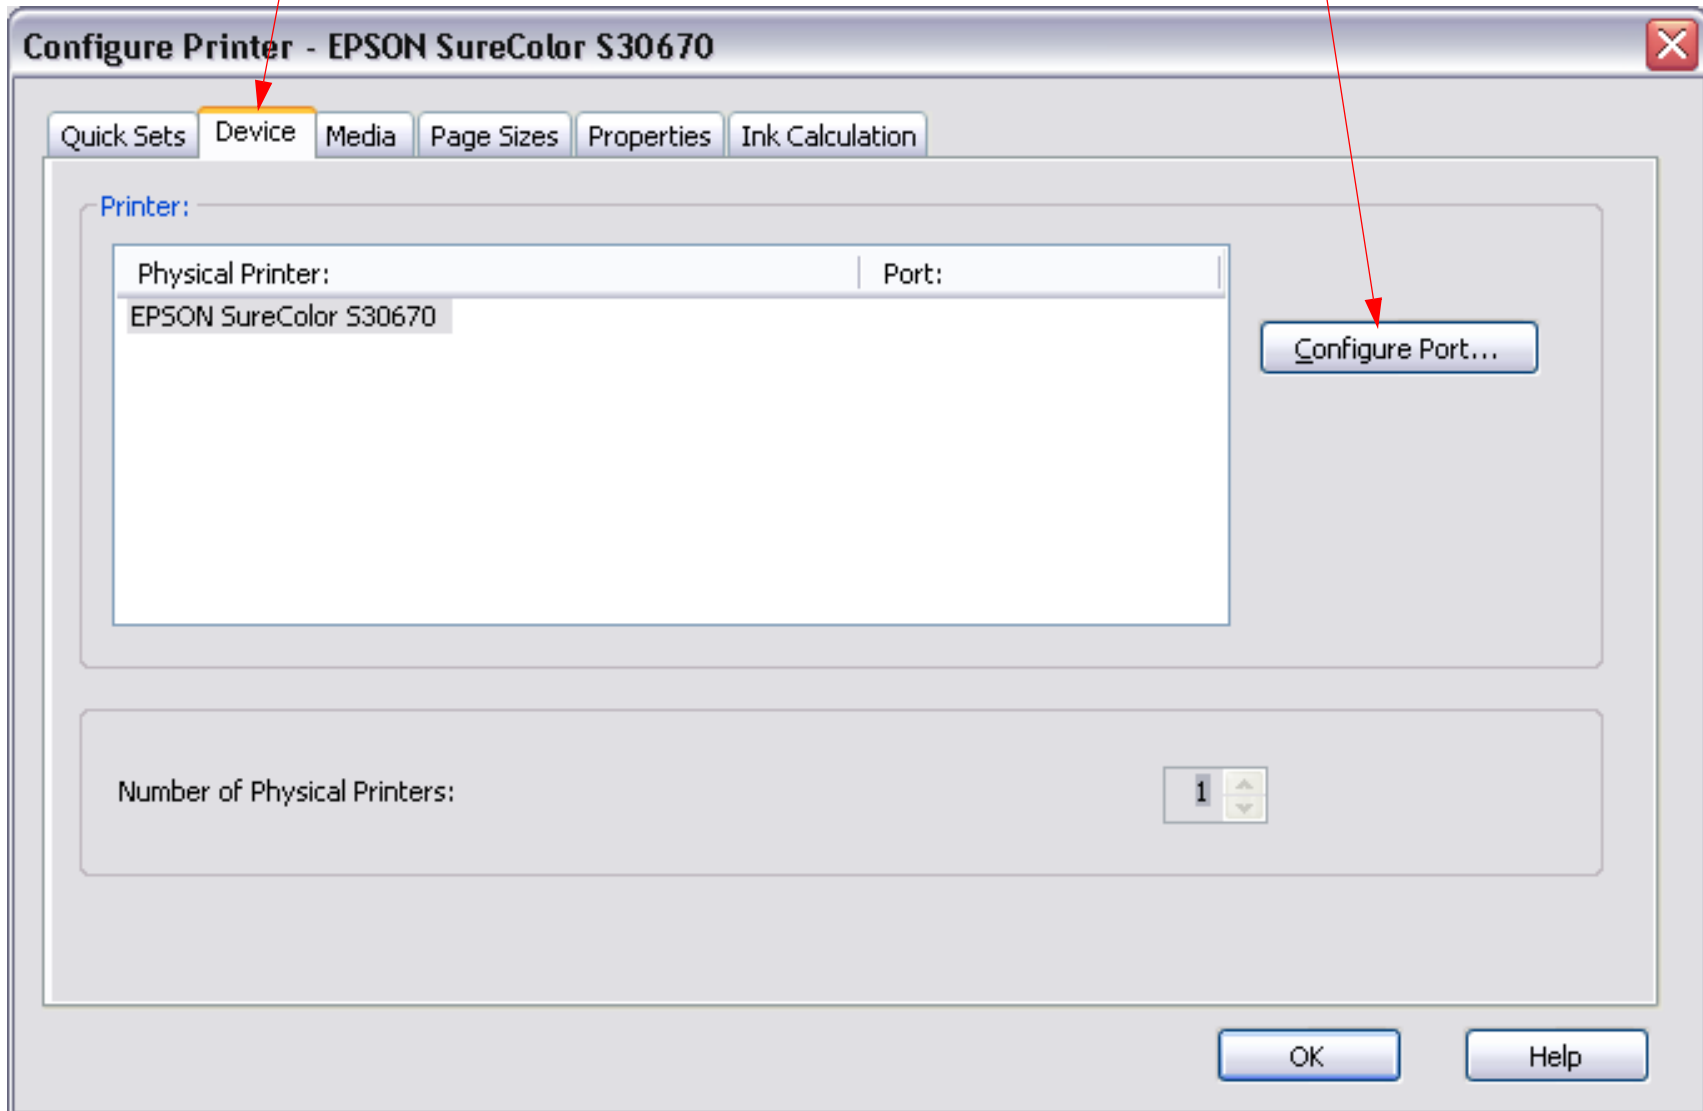 Configure Printer - EPSON SureColor S30670
Quick Sets Device Media Page Sizes Properties Ink Calculation
Printer:
Physical Printer: Port:
EPSON SureColor S30670
Configure Port...
Number of Physical Printers: 1
OK Help